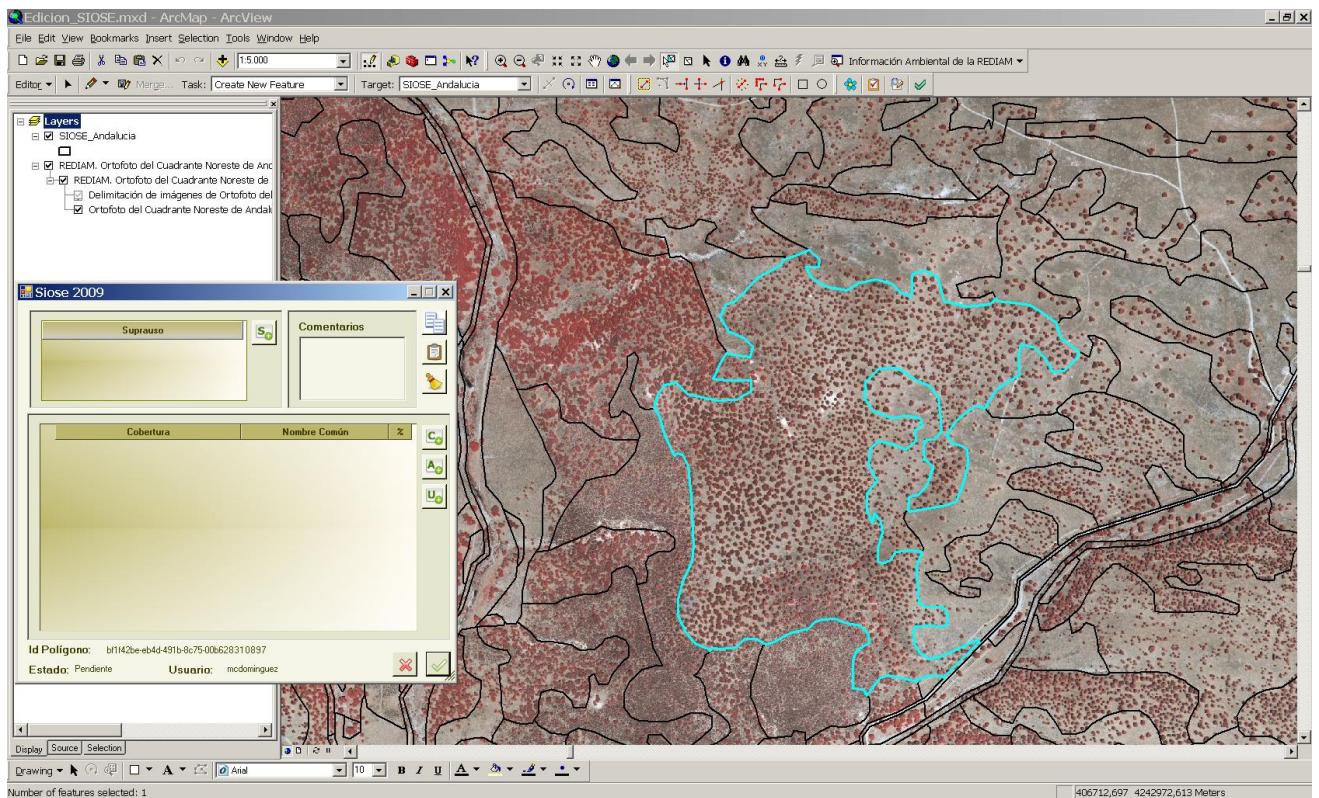 Edicion_SIOSE.mxd - ArcMap - ArcView
File Edit View Bookmarks Insert Selection Tools Window Help
1:5.000
Información Ambiental de la REDIAM
Editor Merge... Task: Create New Feature Target: SIOSE_Andalucia
Layers
SIOSE_Andalucia
REDIAM. Ortofoto del Cuadrante Noreste de Anc
REDIAM. Ortofoto del Cuadrante Noreste de
Delimitación de imágenes de Ortofoto del
Ortofoto del Cuadrante Noreste de Andalu
Siose 2009
Suprauso
S
Comentarios
Cobertura Nombre Común %
C
A
U
Id Polígono: bf1f42be-eb4d-491b-8c75-00b628310897
Estado: Pendiente Usuario: mcdominguez
Display Source Selection
Drawing A Arial 10 B I U A
Number of features selected: 1
406712,697 4242972,613 Meters